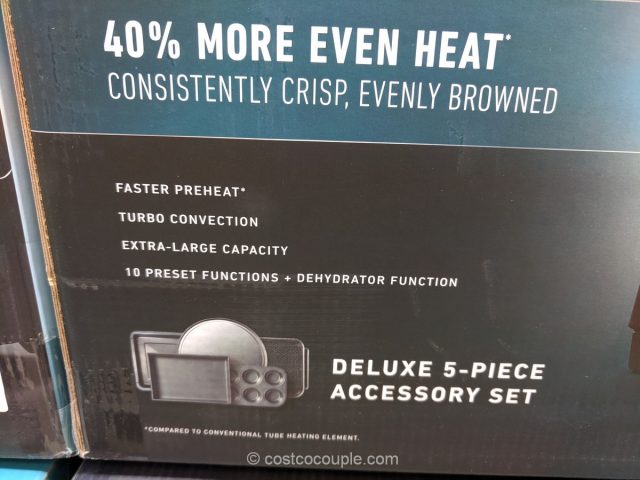 40% MORE EVEN HEAT*
CONSISTENTLY CRISP, EVENLY BROWNED
FASTER PREHEAT*
TURBO CONVECTION
EXTRA-LARGE CAPACITY
10 PRESET FUNCTIONS + DEHYDRATOR FUNCTION
DELUXE 5-PIECE
ACCESSORY SET
*COMPARED TO CONVENTIONAL TUBE HEATING ELEMENT.
© costcocouple.com